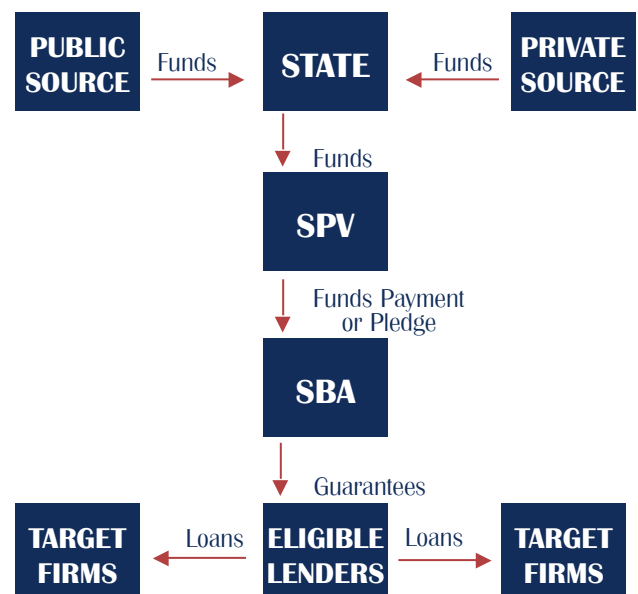 PUBLIC
SOURCE
Funds
STATE
Funds
PRIVATE
SOURCE
Funds
SPV
Funds Payment
or Pledge
SBA
Guarantees
TARGET
FIRMS
Loans
ELIGIBLE
LENDERS
Loans
TARGET
FIRMS